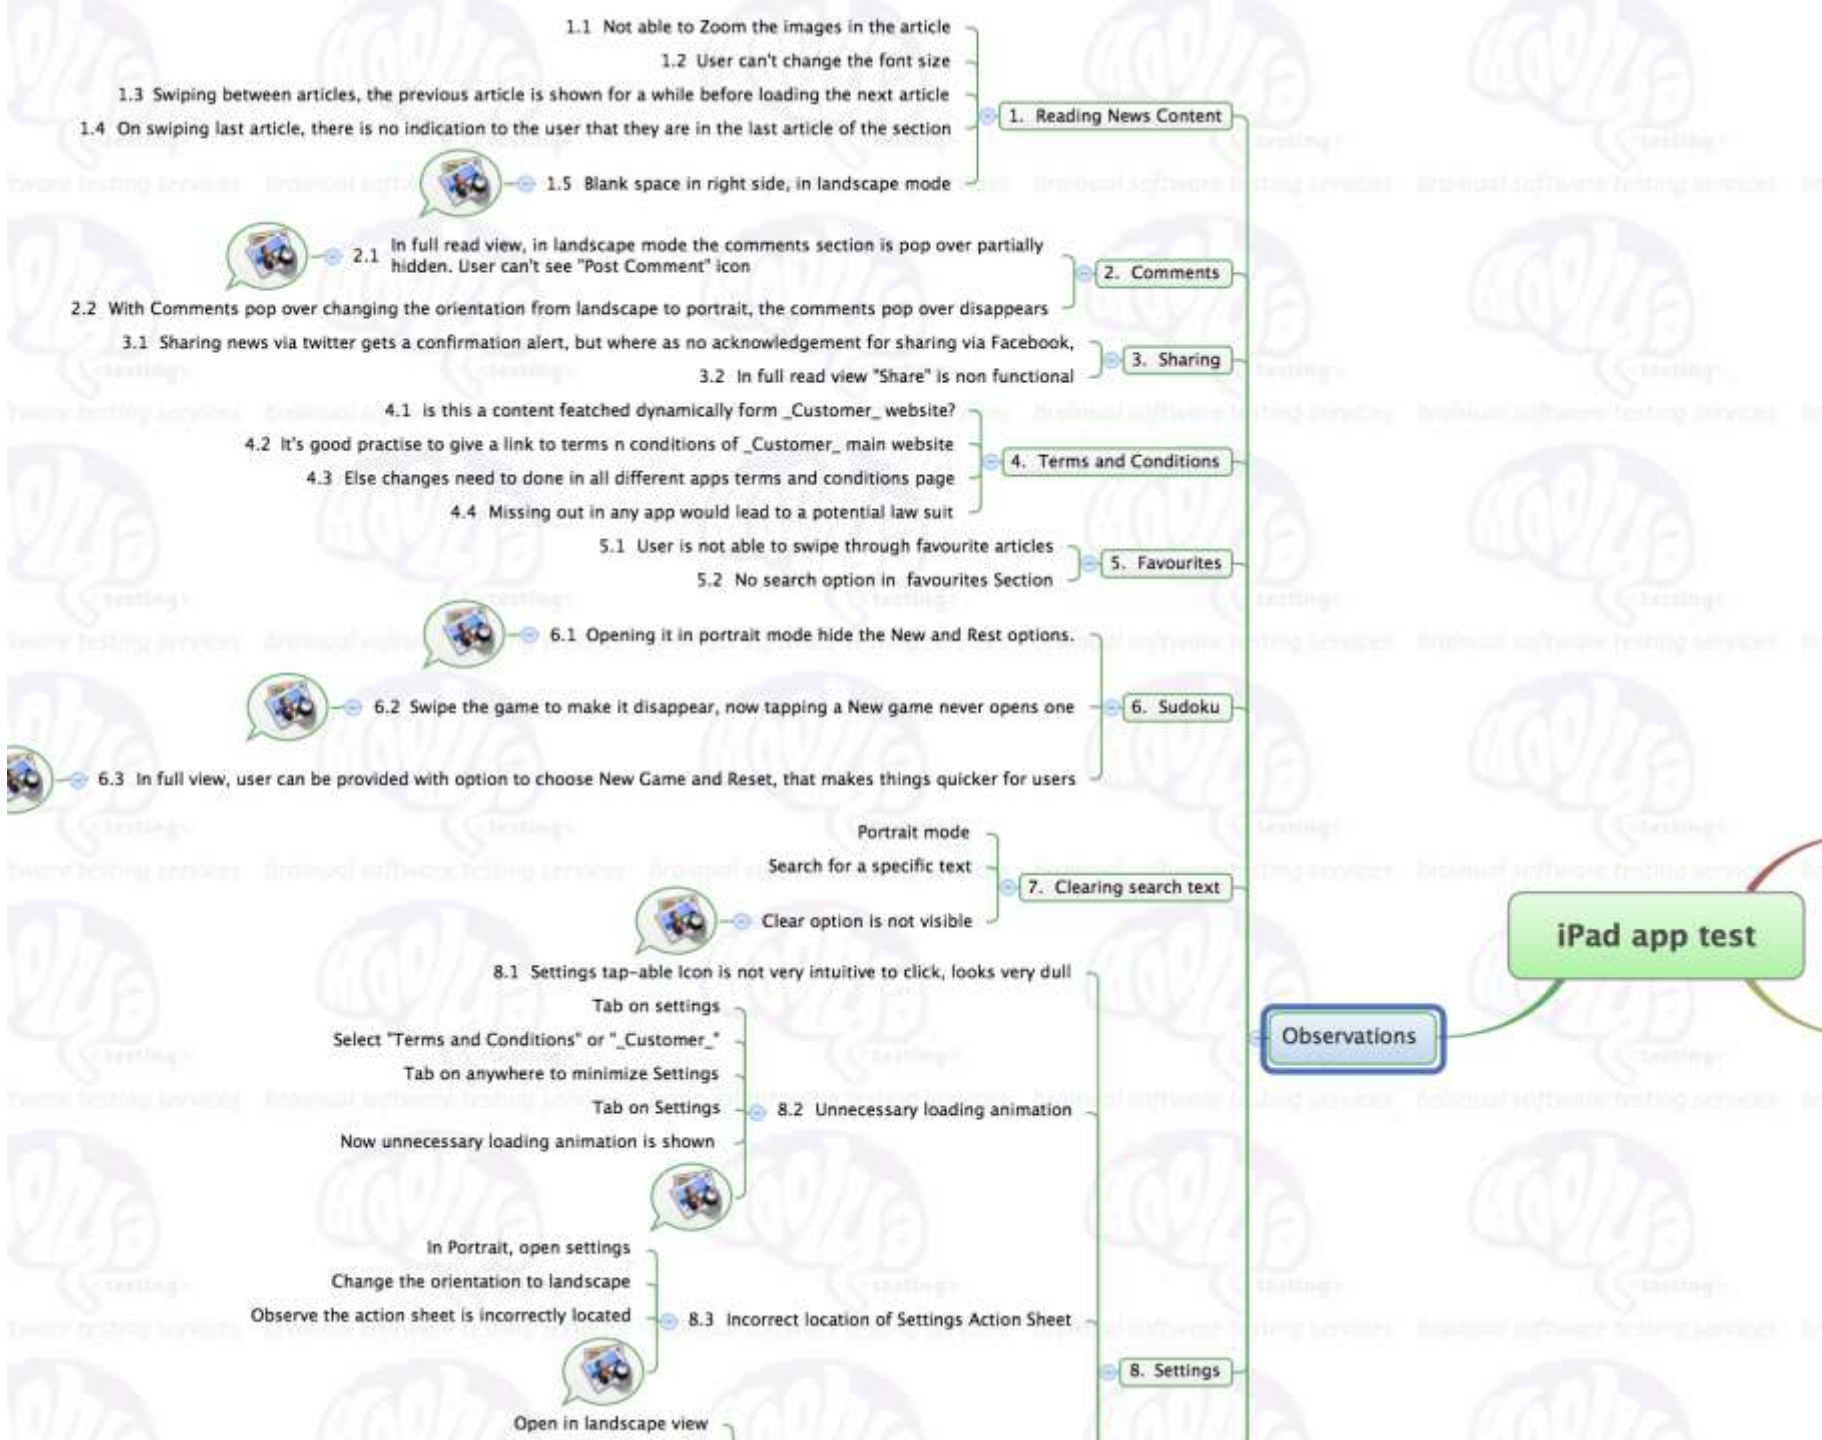 1.1 Not able to Zoom the images in the article
1.2 User can't change the font size
1.3 Swiping between articles, the previous article is shown for a while before loading the next article
1.4 On swiping last article, there is no indication to the user that they are in the last article of the section
1.5 Blank space in right side, in landscape mode
1. Reading News Content
2.1 In full read view, in landscape mode the comments section is pop over partially
hidden. User can't see "Post Comment" icon
2.2 With Comments pop over changing the orientation from landscape to portrait, the comments pop over disappears
2. Comments
3.1 Sharing news via twitter gets a confirmation alert, but where as no acknowledgement for sharing via Facebook,
3.2 In full read view "Share" is non functional
3. Sharing
4.1 is this a content featched dynamically form _Customer_ website?
4.2 It's good practise to give a link to terms n conditions of _Customer_ main website
4.3 Else changes need to done in all different apps terms and conditions page
4.4 Missing out in any app would lead to a potential law suit
4. Terms and Conditions
5.1 User is not able to swipe through favourite articles
5.2 No search option in favourites Section
5. Favourites
6.1 Opening it in portrait mode hide the New and Rest options.
6.2 Swipe the game to make it disappear, now tapping a New game never opens one
6.3 In full view, user can be provided with option to choose New Game and Reset, that makes things quicker for users
6. Sudoku
Portrait mode
Search for a specific text
Clear option is not visible
7. Clearing search text
8.1 Settings tap-able Icon is not very intuitive to click, looks very dull
Tab on settings
Select "Terms and Conditions" or "_Customer_"
Tab on anywhere to minimize Settings
Tab on Settings
Now unnecessary loading animation is shown
8.2 Unnecessary loading animation
In Portrait, open settings
Change the orientation to landscape
Observe the action sheet is incorrectly located
8.3 Incorrect location of Settings Action Sheet
Open in landscape view
8. Settings
Observations
iPad app test